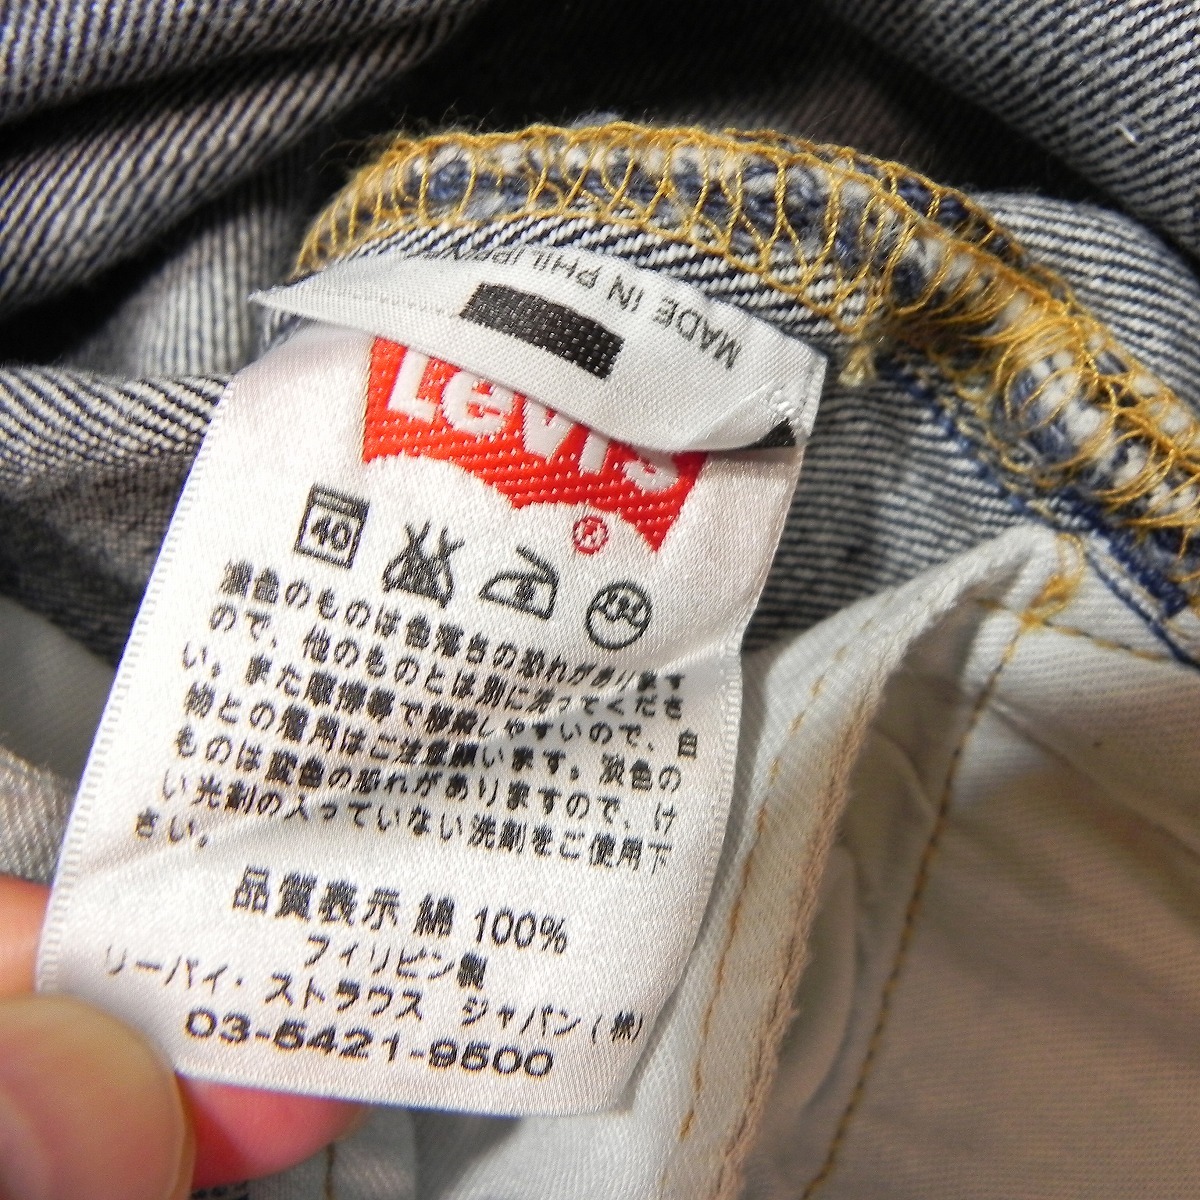 MADE IN PHILIPPINES
Levi's
®
40
濃色のものは色落ちの恐れがあります
ので、他のものとは別に洗ってくださ
い。また摩擦等で移染しやすいので、白
物との着用はご注意願います。淡色の
ものは変色の恐れがありますので、け
い光剤の入っていない洗剤をご使用下
さい。
品質表示 綿 100%
フィリピン製
リーバイ・ストラウス ジャパン(株)
03-5421-9500